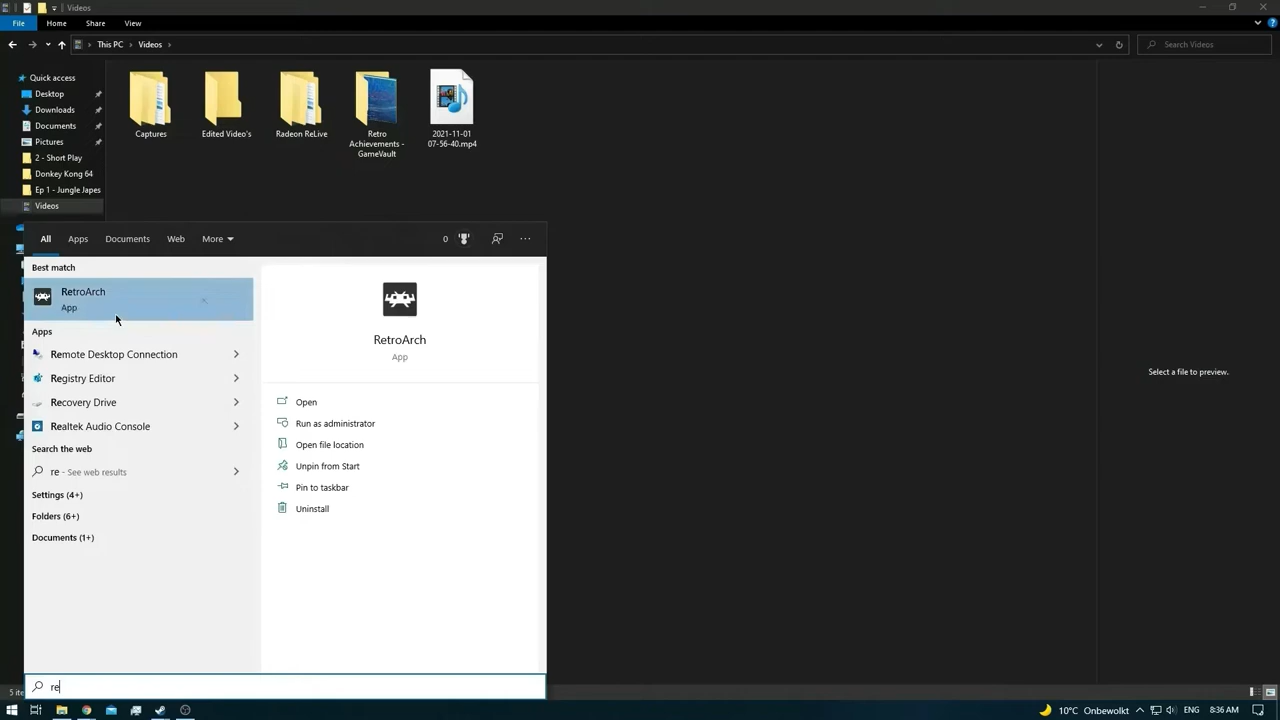 Videos
File
Home
Share
View
This PC
Videos
Search Videos
Quick access
Desktop
Downloads
Documents
Pictures
2 - Short Play
Donkey Kong 64
Ep 1 - Jungle Japes
Videos
Captures
Edited Video's
Radeon ReLive
Retro
Achievements -
GameVault
2021-11-01
07-56-40.mp4
Select a file to preview.
All
Apps
Documents
Web
More
0
Best match
RetroArch
App
Apps
Remote Desktop Connection
Registry Editor
Recovery Drive
Realtek Audio Console
Search the web
re - See web results
Settings (4+)
Folders (6+)
Documents (1+)
RetroArch
App
Open
Run as administrator
Open file location
Unpin from Start
Pin to taskbar
Uninstall
re
10°C Onbewolkt
ENG
8:36 AM